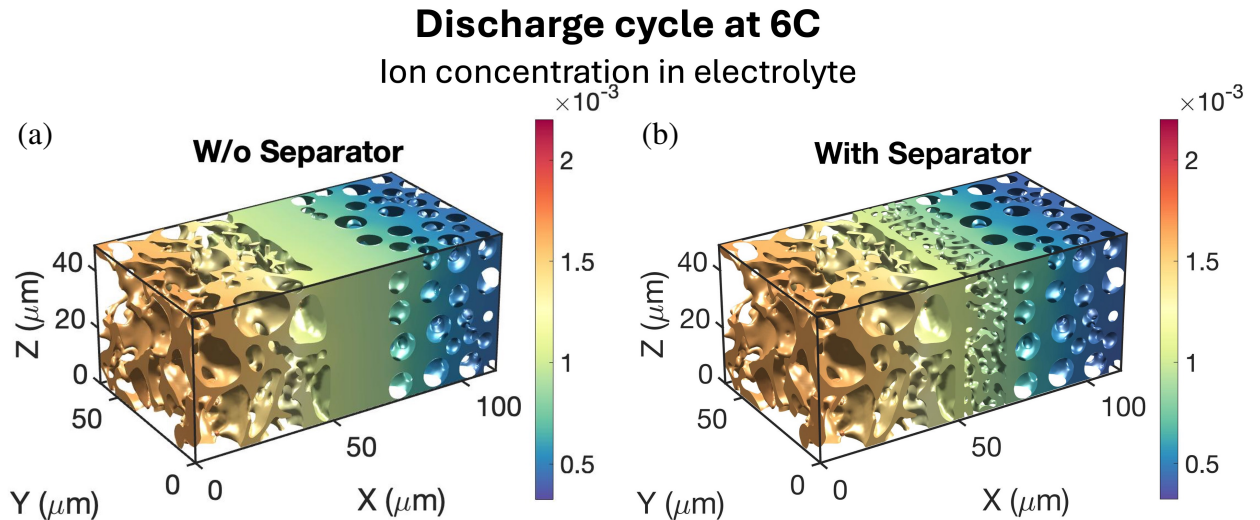 Discharge cycle at 6C
Ion concentration in electrolyte
(a)
W/o Separator
×10⁻³
2
1.5
1
0.5
Z (μm)
40
20
0
50
0
Y (μm)
0
50
100
X (μm)
(b)
With Separator
×10⁻³
2
1.5
1
0.5
Z (μm)
40
20
0
50
0
Y (μm)
0
50
100
X (μm)